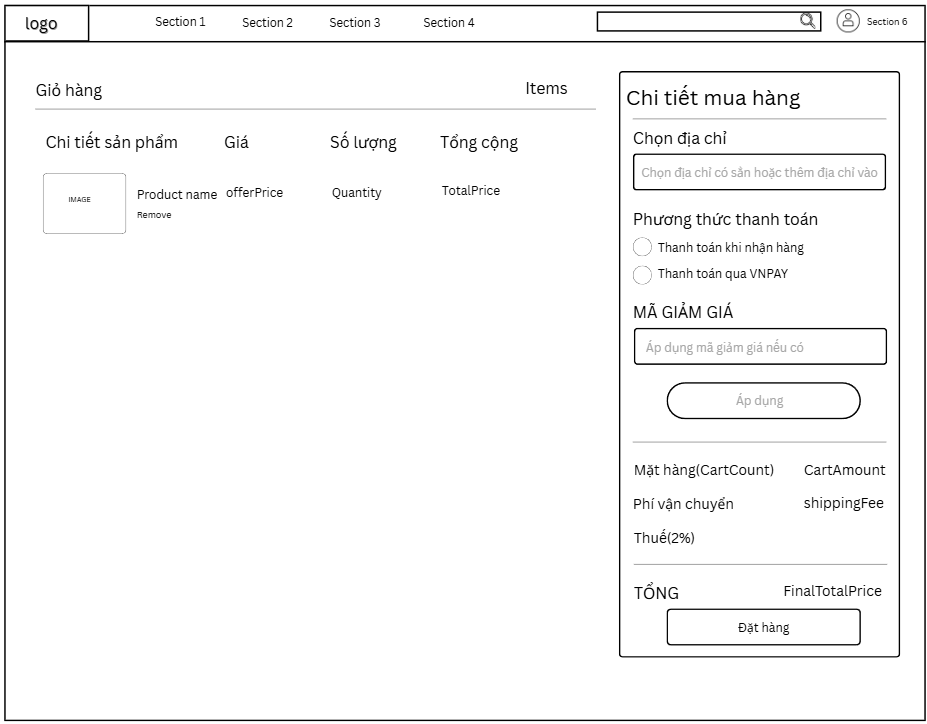 logo
Section 1
Section 2
Section 3
Section 4
Section 6
Giỏ hàng
Items
Chi tiết sản phẩm
Giá
Số lượng
Tổng cộng
IMAGE
Product name
Remove
offerPrice
Quantity
TotalPrice
Chi tiết mua hàng
Chọn địa chỉ
Chọn địa chỉ có sẳn hoặc thêm địa chỉ vào
Phương thức thanh toán
Thanh toán khi nhận hàng
Thanh toán qua VNPAY
MÃ GIẢM GIÁ
Áp dụng mã giảm giá nếu có
Áp dụng
Mặt hàng(CartCount)
CartAmount
Phí vận chuyển
shippingFee
Thuế(2%)
TỔNG
FinalTotalPrice
Đặt hàng